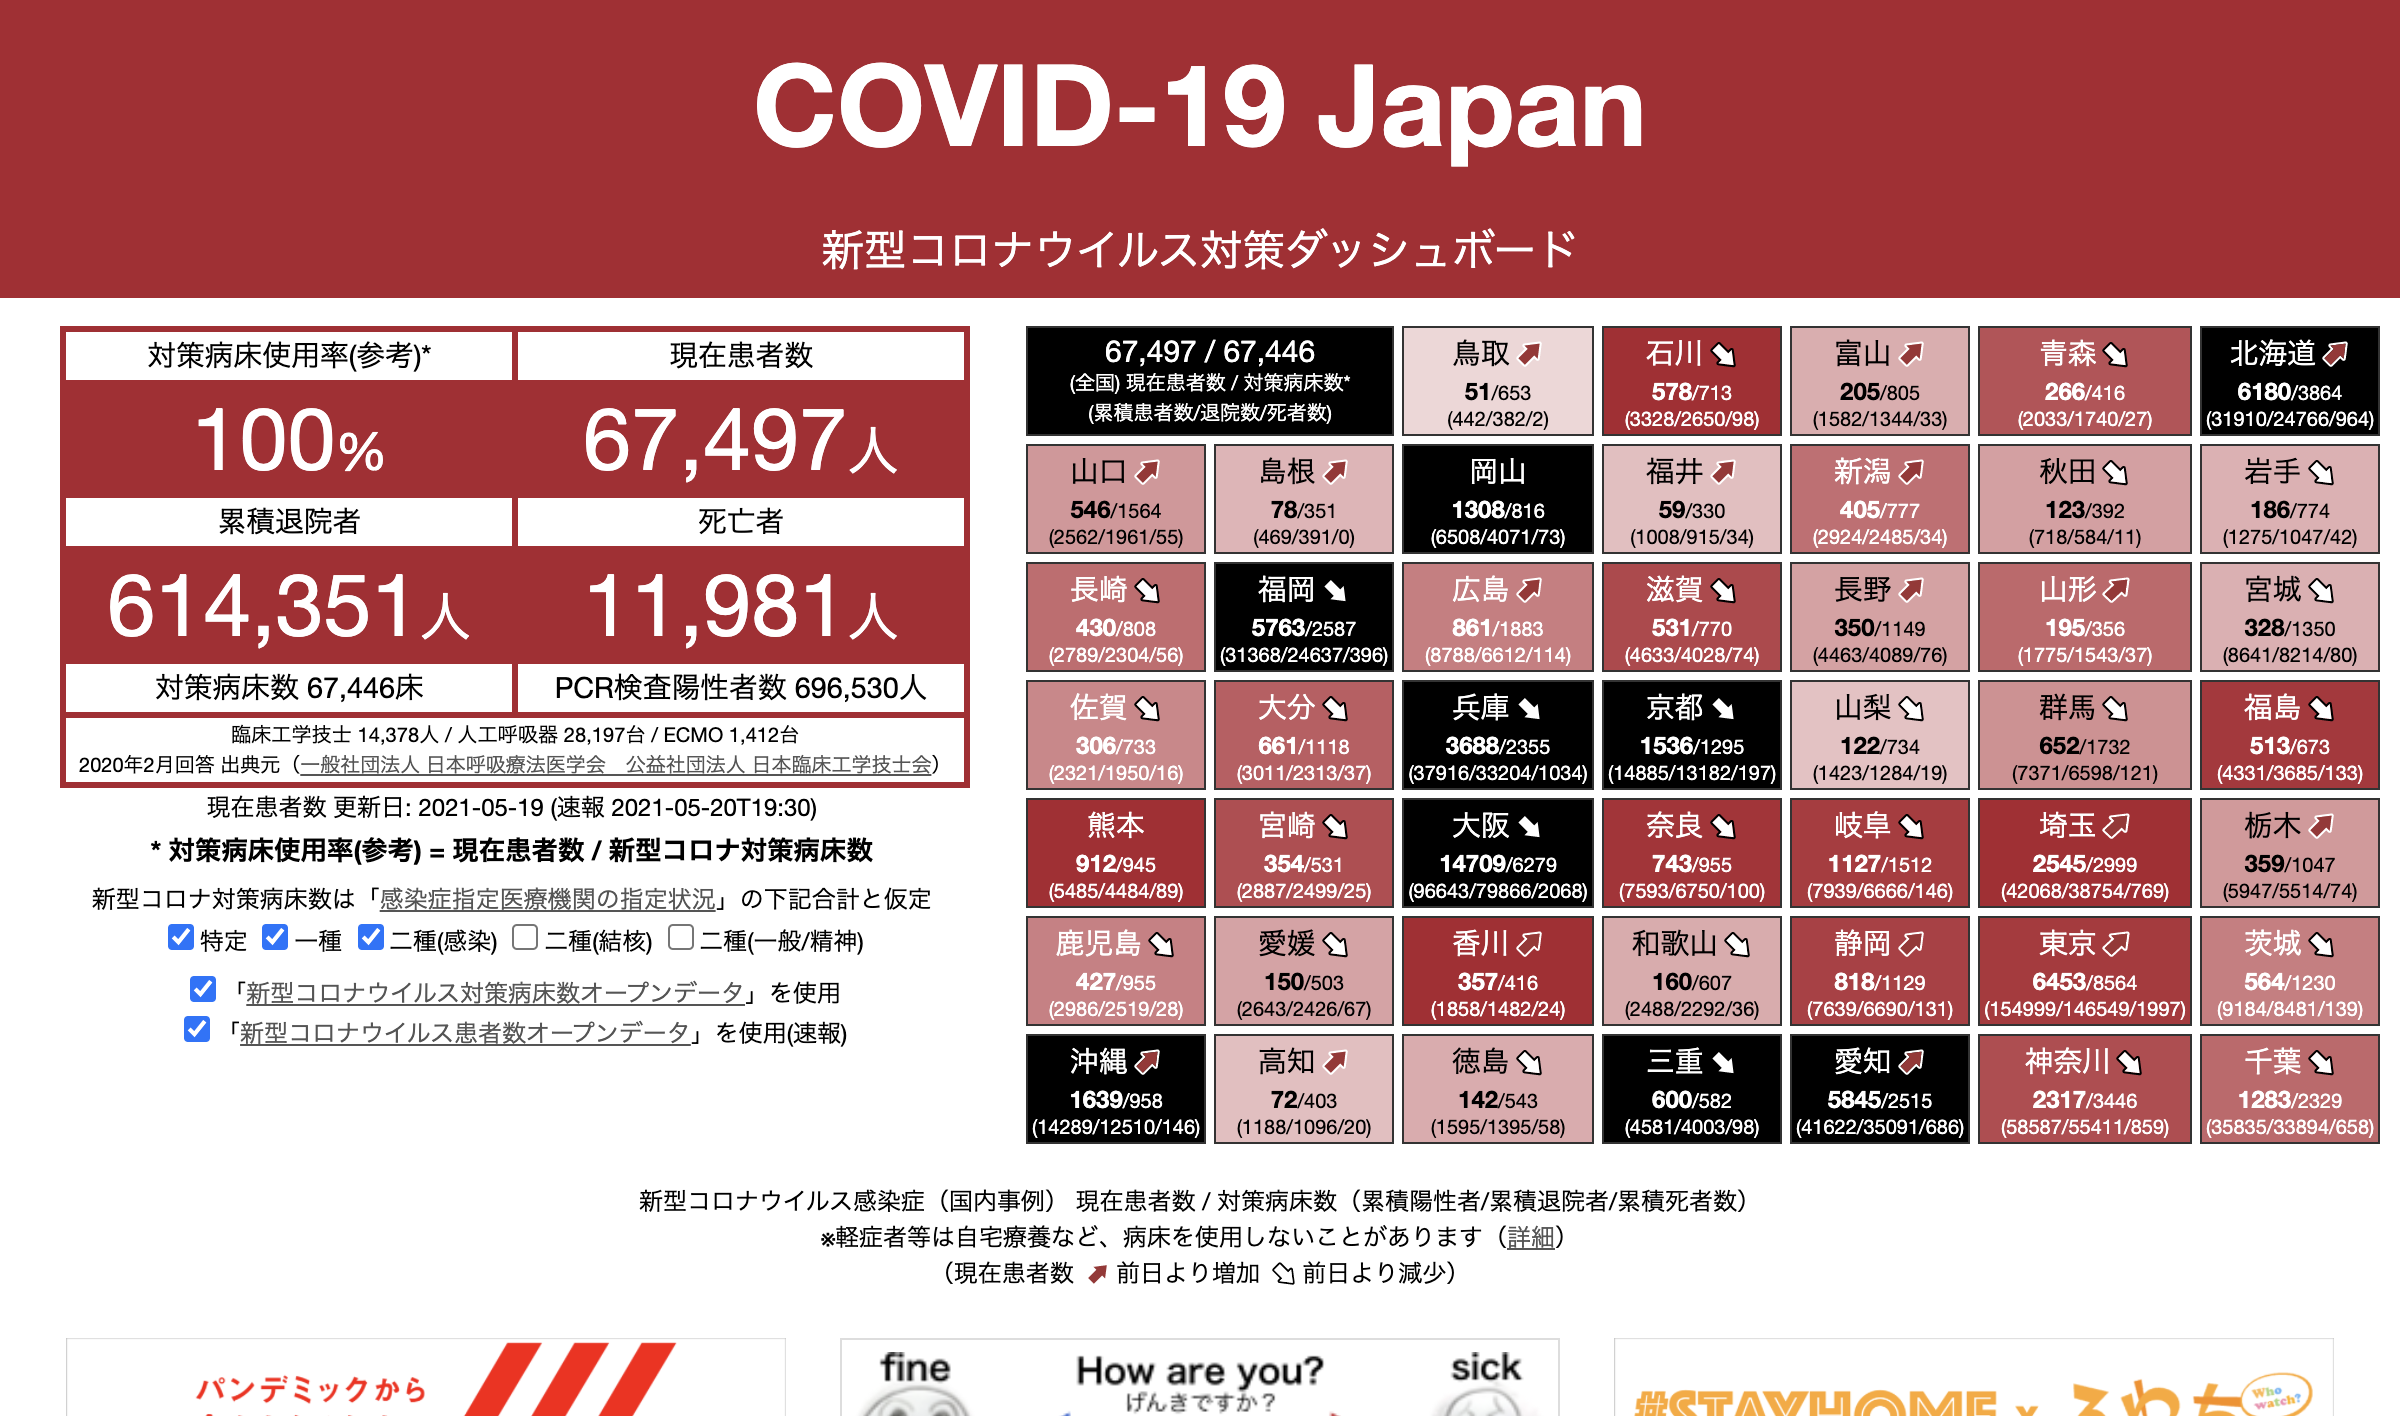 COVID-19 Japan
新型コロナウイルス対策ダッシュボード
対策病床使用率(参考)*
現在患者数
100%
67,497人
累積退院者
死亡者
614,351人
11,981人
対策病床数 67,446床
PCR検査陽性者数 696,530人
臨床工学技士 14,378人 / 人工呼吸器 28,197台 / ECMO 1,412台
2020年2月回答 出典元（一般社団法人 日本呼吸療法医学会　公益社団法人 日本臨床工学技士会）
現在患者数 更新日: 2021-05-19 (速報 2021-05-20T19:30)
* 対策病床使用率(参考) = 現在患者数 / 新型コロナ対策病床数
新型コロナ対策病床数は「感染症指定医療機関の指定状況」の下記合計と仮定
特定 一種 二種(感染) 二種(結核) 二種(一般/精神)
「新型コロナウイルス対策病床数オープンデータ」を使用
「新型コロナウイルス患者数オープンデータ」を使用(速報)
67,497 / 67,446
(全国) 現在患者数 / 対策病床数*
(累積患者数/退院数/死者数)
鳥取
51/653
(442/382/2)
石川
578/713
(3328/2650/98)
富山
205/805
(1582/1344/33)
青森
266/416
(2033/1740/27)
北海道
6180/3864
(31910/24766/964)
山口
546/1564
(2562/1961/55)
島根
78/351
(469/391/0)
岡山
1308/816
(6508/4071/73)
福井
59/330
(1008/915/34)
新潟
405/777
(2924/2485/34)
秋田
123/392
(718/584/11)
岩手
186/774
(1275/1047/42)
長崎
430/808
(2789/2304/56)
福岡
5763/2587
(31368/24637/396)
広島
861/1883
(8788/6612/114)
滋賀
531/770
(4633/4028/74)
長野
350/1149
(4463/4089/76)
山形
195/356
(1775/1543/37)
宮城
328/1350
(8641/8214/80)
佐賀
306/733
(2321/1950/16)
大分
661/1118
(3011/2313/37)
兵庫
3688/2355
(37916/33204/1034)
京都
1536/1295
(14885/13182/197)
山梨
122/734
(1423/1284/19)
群馬
652/1732
(7371/6598/121)
福島
513/673
(4331/3685/133)
熊本
912/945
(5485/4484/89)
宮崎
354/531
(2887/2499/25)
大阪
14709/6279
(96643/79866/2068)
奈良
743/955
(7593/6750/100)
岐阜
1127/1512
(7939/6666/146)
埼玉
2545/2999
(42068/38754/769)
栃木
359/1047
(5947/5514/74)
鹿児島
427/955
(2986/2519/28)
愛媛
150/503
(2643/2426/67)
香川
357/416
(1858/1482/24)
和歌山
160/607
(2488/2292/36)
静岡
818/1129
(7639/6690/131)
東京
6453/8564
(154999/146549/1997)
茨城
564/1230
(9184/8481/139)
沖縄
1639/958
(14289/12510/146)
高知
72/403
(1188/1096/20)
徳島
142/543
(1595/1395/58)
三重
600/582
(4581/4003/98)
愛知
5845/2515
(41622/35091/686)
神奈川
2317/3446
(58587/55411/859)
千葉
1283/2329
(35835/33894/658)
新型コロナウイルス感染症（国内事例） 現在患者数 / 対策病床数（累積陽性者/累積退院者/累積死者数）
※軽症者等は自宅療養など、病床を使用しないことがあります（詳細）
（現在患者数 前日より増加 前日より減少）
パンデミックから
fine
How are you?
sick
げんきですか？
#STAYHOME x ふわっち
Who watch?